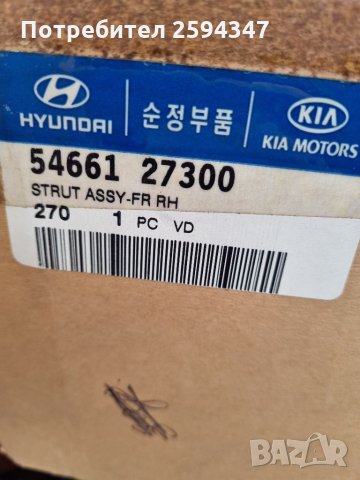 Потребител 2594347
HYUNDAI
순정부품
KIA
KIA MOTORS
54661 27300
STRUT ASSY-FR RH
270 1 PC VD
BAZAR